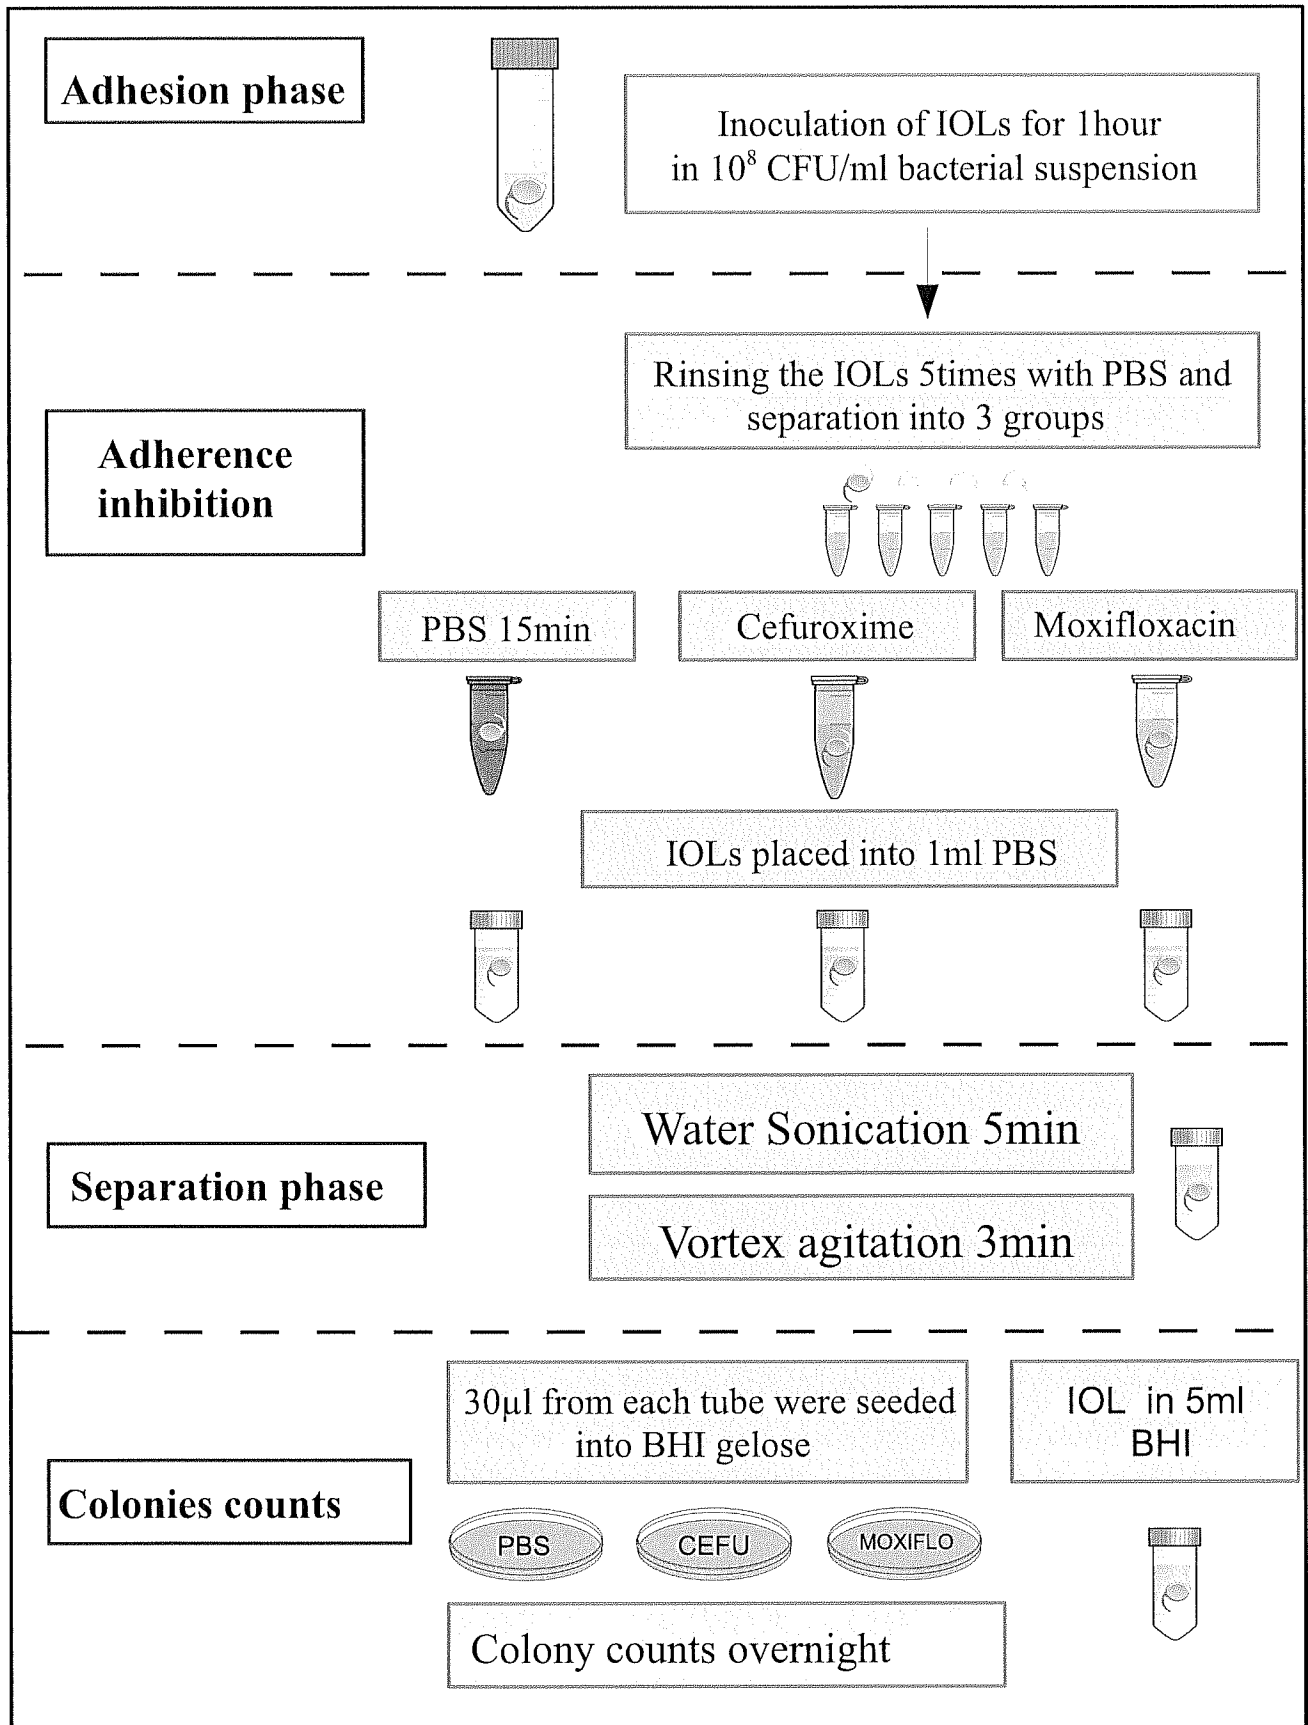 Adhesion phase
Inoculation of IOLs for 1hour
in 10⁸ CFU/ml bacterial suspension
Rinsing the IOLs 5times with PBS and
separation into 3 groups
Adherence
inhibition
PBS 15min
Cefuroxime
Moxifloxacin
IOLs placed into 1ml PBS
Water Sonication 5min
Separation phase
Vortex agitation 3min
30µl from each tube were seeded
into BHI gelose
IOL in 5ml
BHI
Colonies counts
PBS
CEFU
MOXIFLO
Colony counts overnight